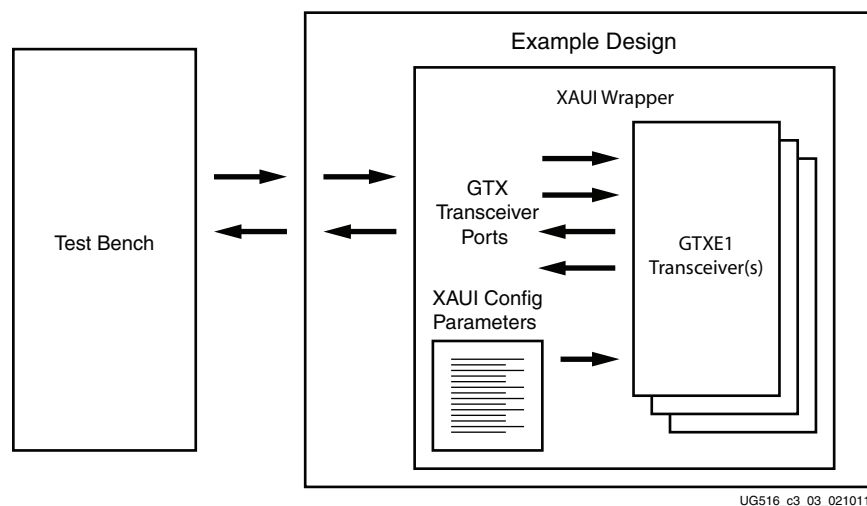 Example Design
XAUI Wrapper
Test Bench
GTX
Transceiver
Ports
GTXE1
Transceiver(s)
XAUI Config
Parameters
UG516_c3_03_021011